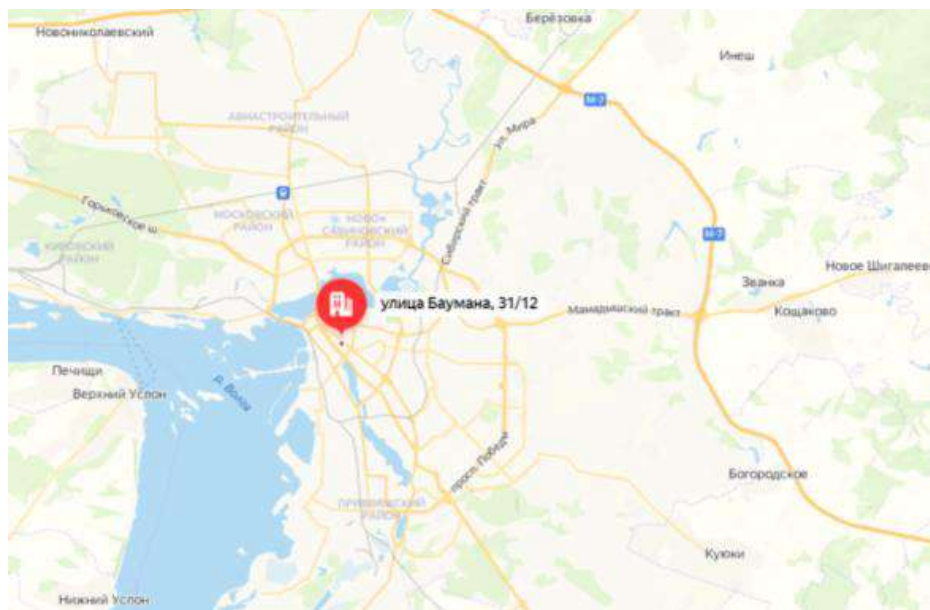 Берёзовка
Новониколаевский
Инеш
М-7
АВИАСТРОИТЕЛЬНЫЙ
РАЙОН
Ул. Мира
Горьковское ш.
МОСКОВСКИЙ
РАЙОН
НОВО-
САВИНОВСКИЙ
РАЙОН
Сибирский тракт
М-7
КИРОВСКИЙ
РАЙОН
Новое Шигалеево
Званка
улица Баумана, 31/12
Мамадышский тракт
Кощаково
Печищи
р. Волга
Верхний Услон
просп. Победы
Богородское
ПРИВОЛЖСКИЙ
РАЙОН
Куюки
Нижний Услон